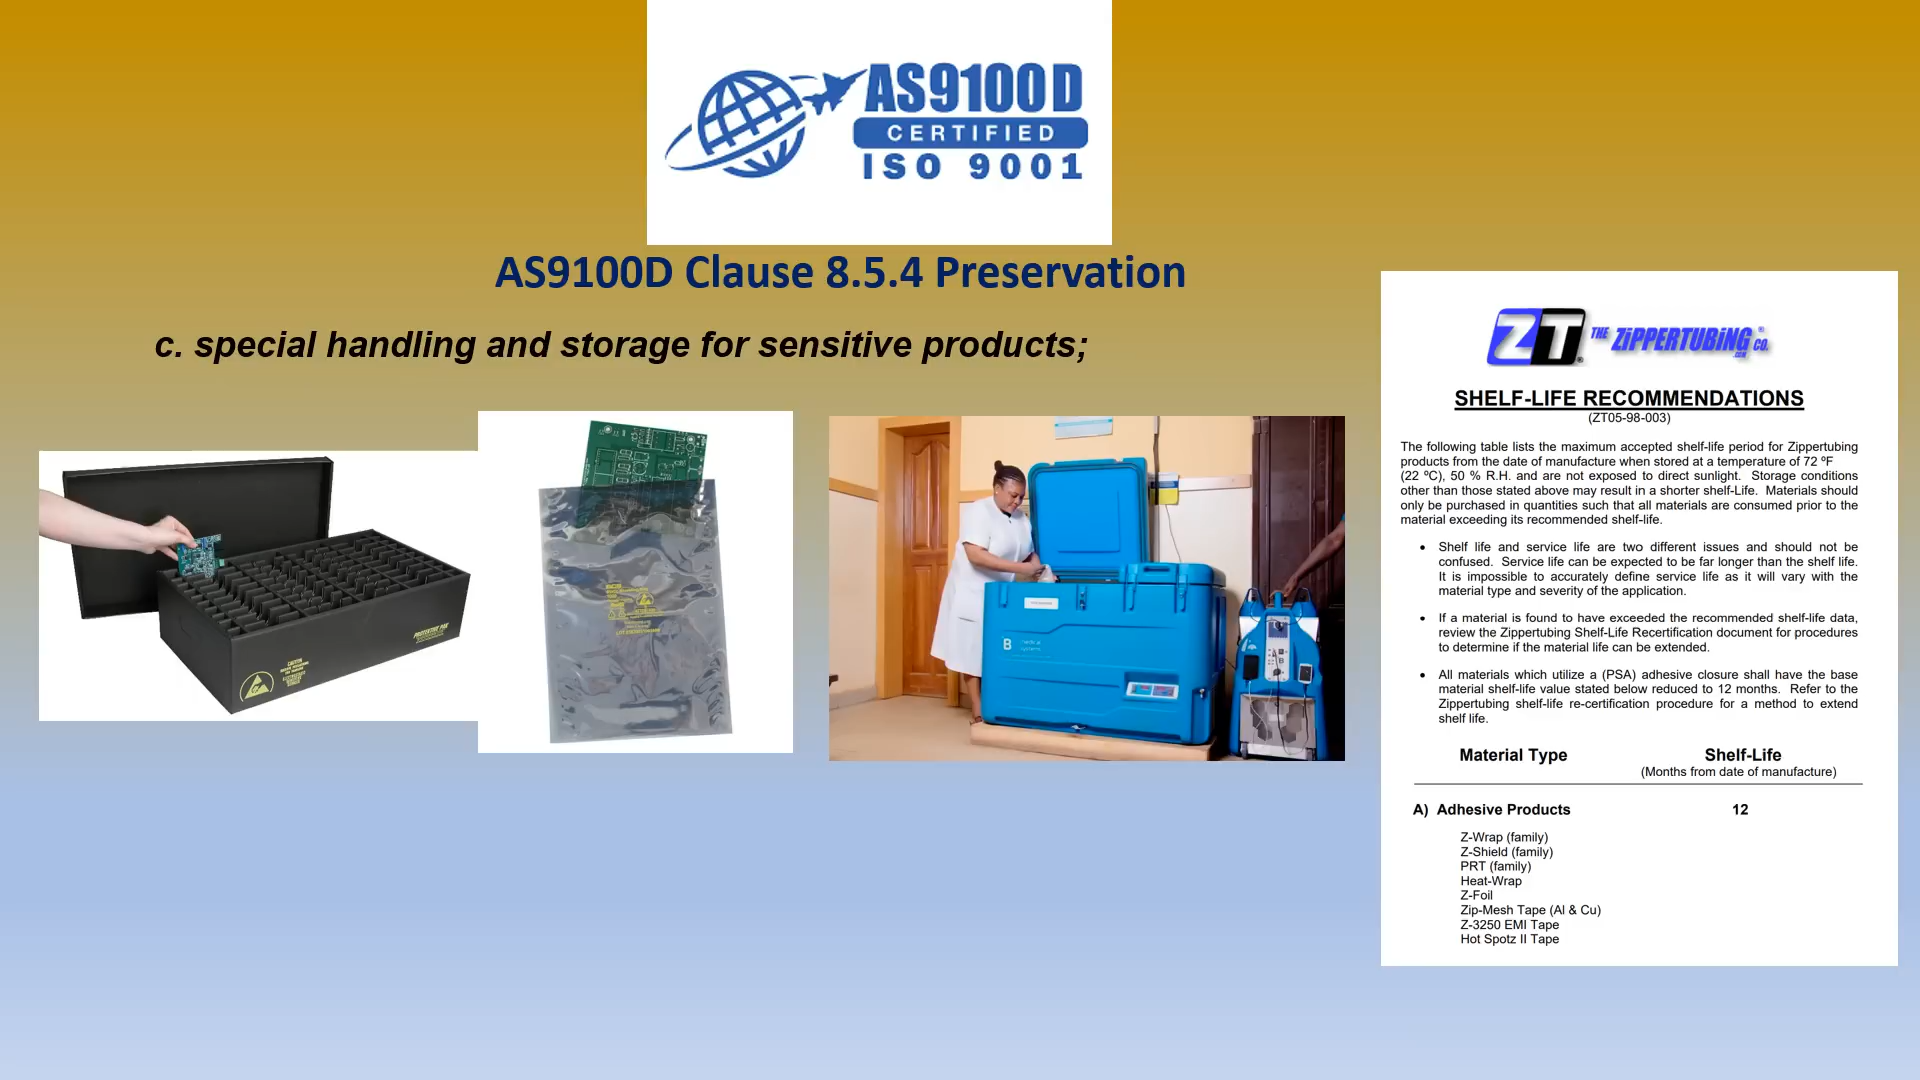 AS9100D
CERTIFIED
ISO 9001
AS9100D Clause 8.5.4 Preservation
c. special handling and storage for sensitive products;
PROTEKTIVE PAK
CAUTION
B medical
systems
ZT® THE ZiPPERTUBiNG® CO.
.COM
SHELF-LIFE RECOMMENDATIONS
(ZT05-98-003)
The following table lists the maximum accepted shelf-life period for Zippertubing
products from the date of manufacture when stored at a temperature of 72 ºF
(22 ºC), 50 % R.H. and are not exposed to direct sunlight. Storage conditions
other than those stated above may result in a shorter shelf-Life. Materials should
only be purchased in quantities such that all materials are consumed prior to the
material exceeding its recommended shelf-life.
• Shelf life and service life are two different issues and should not be
confused. Service life can be expected to be far longer than the shelf life.
It is impossible to accurately define service life as it will vary with the
material type and severity of the application.
• If a material is found to have exceeded the recommended shelf-life data,
review the Zippertubing Shelf-Life Recertification document for procedures
to determine if the material life can be extended.
• All materials which utilize a (PSA) adhesive closure shall have the base
material shelf-life value stated below reduced to 12 months. Refer to the
Zippertubing shelf-life re-certification procedure for a method to extend
shelf life.
Material Type Shelf-Life
(Months from date of manufacture)
A) Adhesive Products 12
Z-Wrap (family)
Z-Shield (family)
PRT (family)
Heat-Wrap
Z-Foil
Zip-Mesh Tape (Al & Cu)
Z-3250 EMI Tape
Hot Spotz II Tape